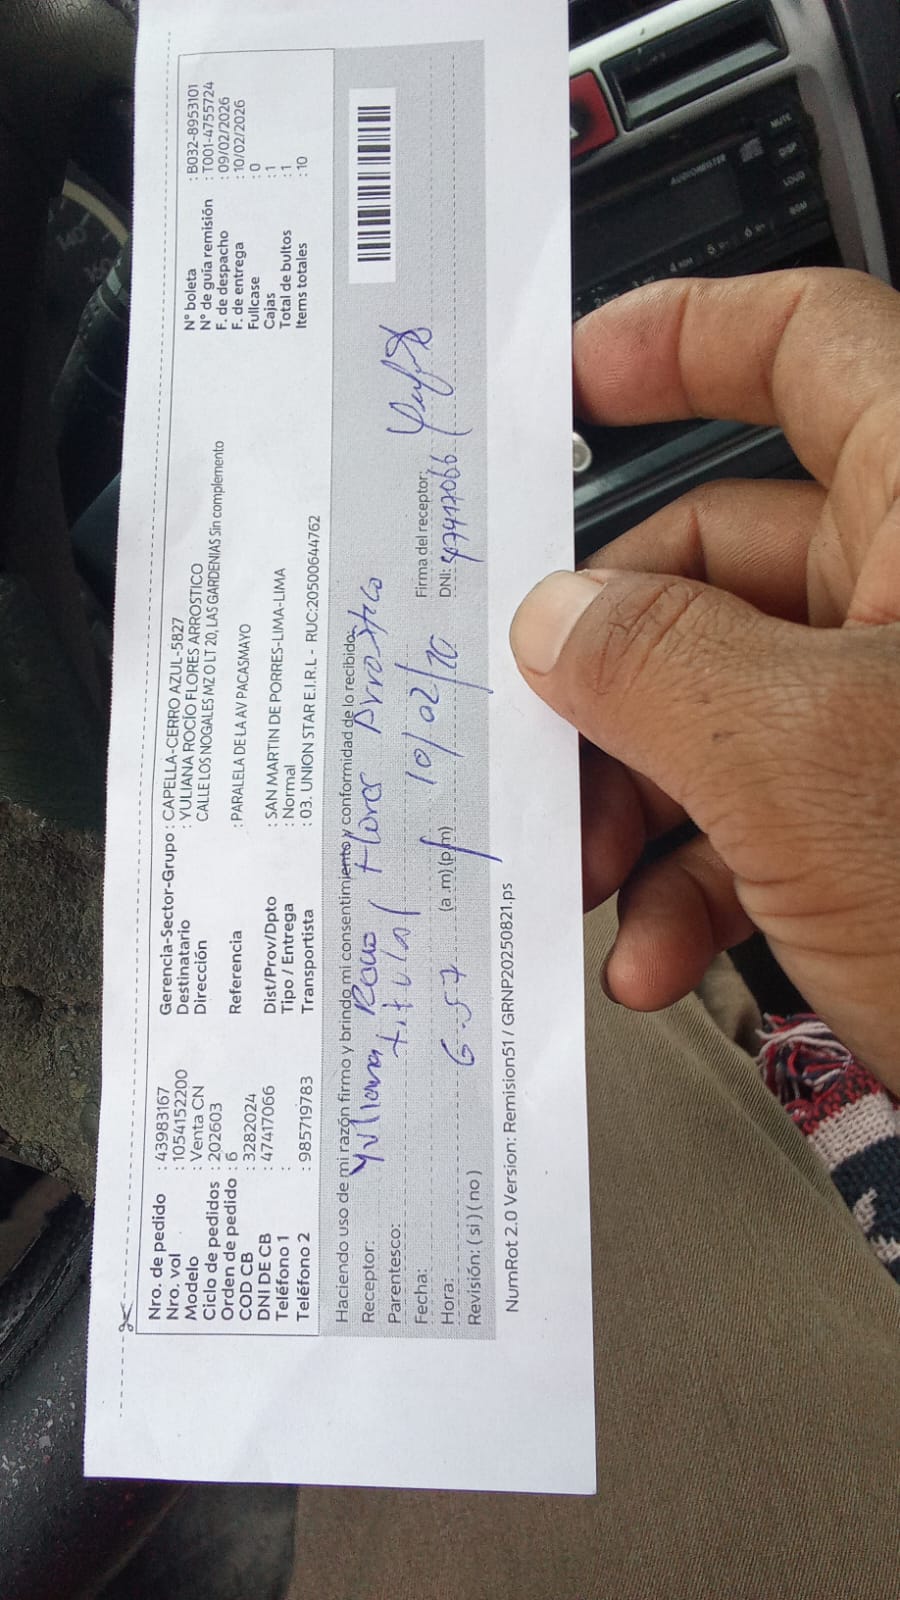 Nro. de pedido : 43983167
Nro. vol : 1054152200
Modelo : Venta CN
Ciclo de pedidos : 202603
Orden de pedido : 6
COD CB : 3282024
DNI DE CB : 47417066
Teléfono 1 :
Teléfono 2 : 985719783
Gerencia-Sector-Grupo : CAPELLA-CERRO AZUL-5827
Destinatario : YULIANA ROCÍO FLORES ARROSTICO
Dirección CALLE LOS NOGALES MZ O LT 20, LAS GARDENIAS Sin complemento
Referencia : PARALELA DE LA AV PACASMAYO
Dist/Prov/Dpto : SAN MARTIN DE PORRES-LIMA-LIMA
Tipo / Entrega : Normal
Transportista : 03. UNION STAR E.I.R.L - RUC:20500644762
N° boleta : B032-8953101
N° de guía remisión : T001-4755724
F. de despacho : 09/02/2026
F. de entrega : 10/02/2026
Fullcase : 0
Cajas : 1
Total de bultos : 1
Items totales : 10
Haciendo uso de mi razón firmo y brindo mi consentimiento y conformidad de lo recibido.
Receptor: Yuliana Rocio Flores Arrostico
Parentesco: titular
Fecha: 10/02/
Firma del receptor:
Hora: 6.57 (a.m) (p.m) DNI: 47417066
Revisión: ( si ) ( no )
NumRot 2.0 Version: Remision51 / GRNP20250821.ps
AUDIOMEISTER
MUTE
DISP
LOUD